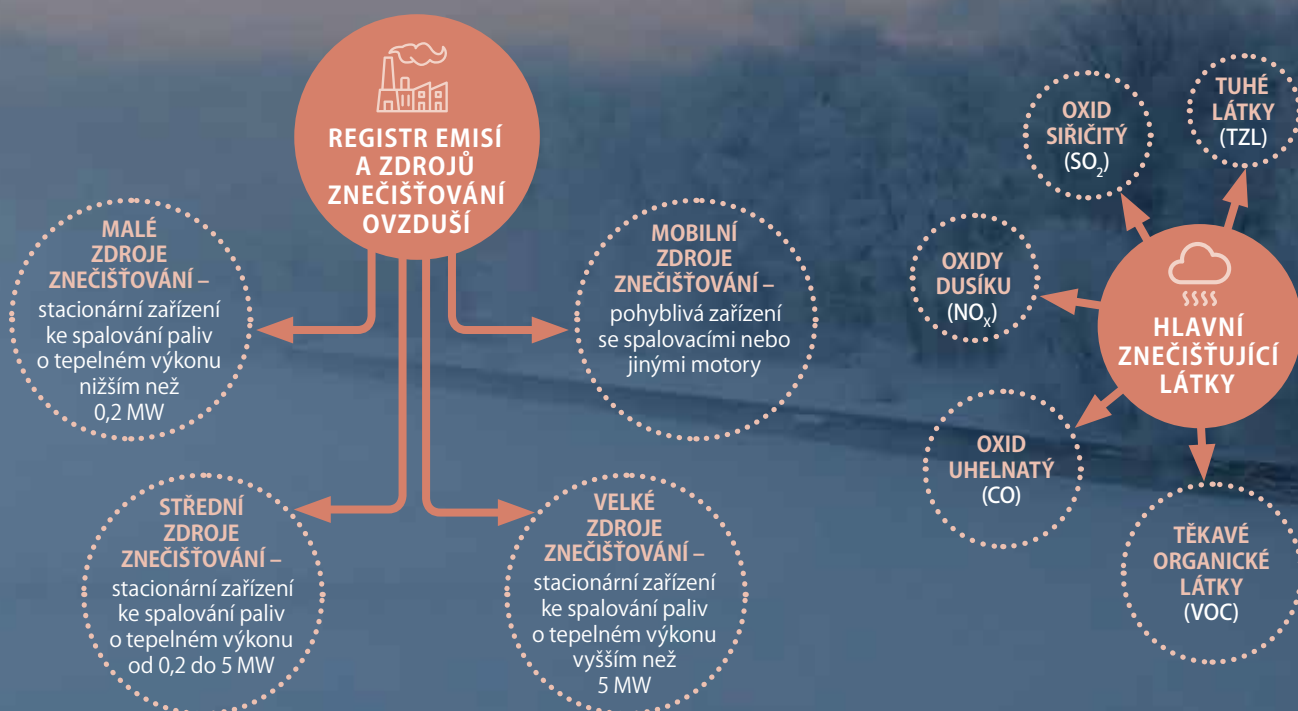 REGISTR EMISÍ
A ZDROJŮ
ZNEČIŠŤOVÁNÍ
OVZDUŠÍ
MALÉ
ZDROJE
ZNEČIŠŤOVÁNÍ –
stacionární zařízení
ke spalování paliv
o tepelném výkonu
nižším než
0,2 MW
MOBILNÍ
ZDROJE
ZNEČIŠŤOVÁNÍ –
pohyblivá zařízení
se spalovacími nebo
jinými motory
STŘEDNÍ
ZDROJE
ZNEČIŠŤOVÁNÍ –
stacionární zařízení
ke spalování paliv
o tepelném výkonu
od 0,2 do 5 MW
VELKÉ
ZDROJE
ZNEČIŠŤOVÁNÍ –
stacionární zařízení
ke spalování paliv
o tepelném výkonu
vyšším než
5 MW
HLAVNÍ
ZNEČIŠŤUJÍCÍ
LÁTKY
TUHÉ
LÁTKY
(TZL)
OXID
SIŘIČITÝ
(SO₂)
OXIDY
DUSÍKU
(NOₓ)
OXID
UHELNATÝ
(CO)
TĚKAVÉ
ORGANICKÉ
LÁTKY
(VOC)